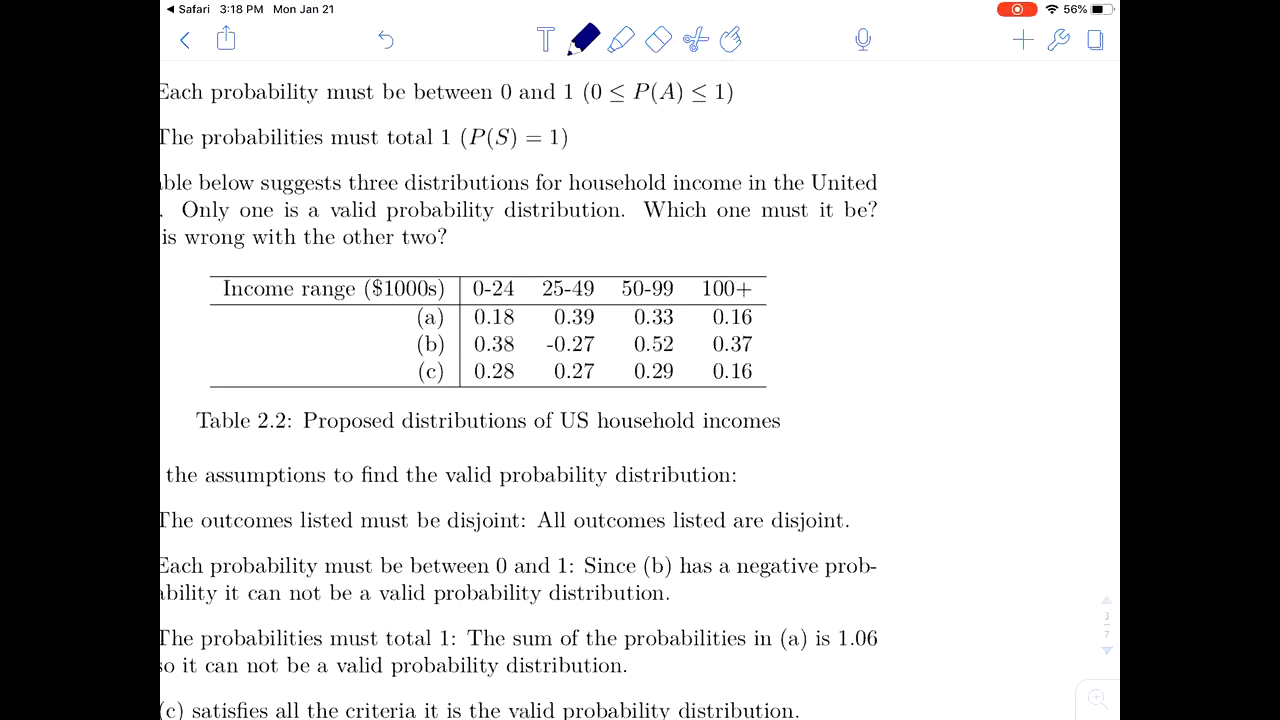 Safari 3:18 PM Mon Jan 21 56%
T
Each probability must be between 0 and 1 (0 ≤ P(A) ≤ 1)
The probabilities must total 1 (P(S) = 1)
able below suggests three distributions for household income in the United
. Only one is a valid probability distribution. Which one must it be?
is wrong with the other two?
Income range ($1000s) 0-24 25-49 50-99 100+
(a) 0.18 0.39 0.33 0.16
(b) 0.38 -0.27 0.52 0.37
(c) 0.28 0.27 0.29 0.16
Table 2.2: Proposed distributions of US household incomes
the assumptions to find the valid probability distribution:
The outcomes listed must be disjoint: All outcomes listed are disjoint.
Each probability must be between 0 and 1: Since (b) has a negative prob-
ability it can not be a valid probability distribution.
The probabilities must total 1: The sum of the probabilities in (a) is 1.06
so it can not be a valid probability distribution.
(c) satisfies all the criteria it is the valid probability distribution.
3
7